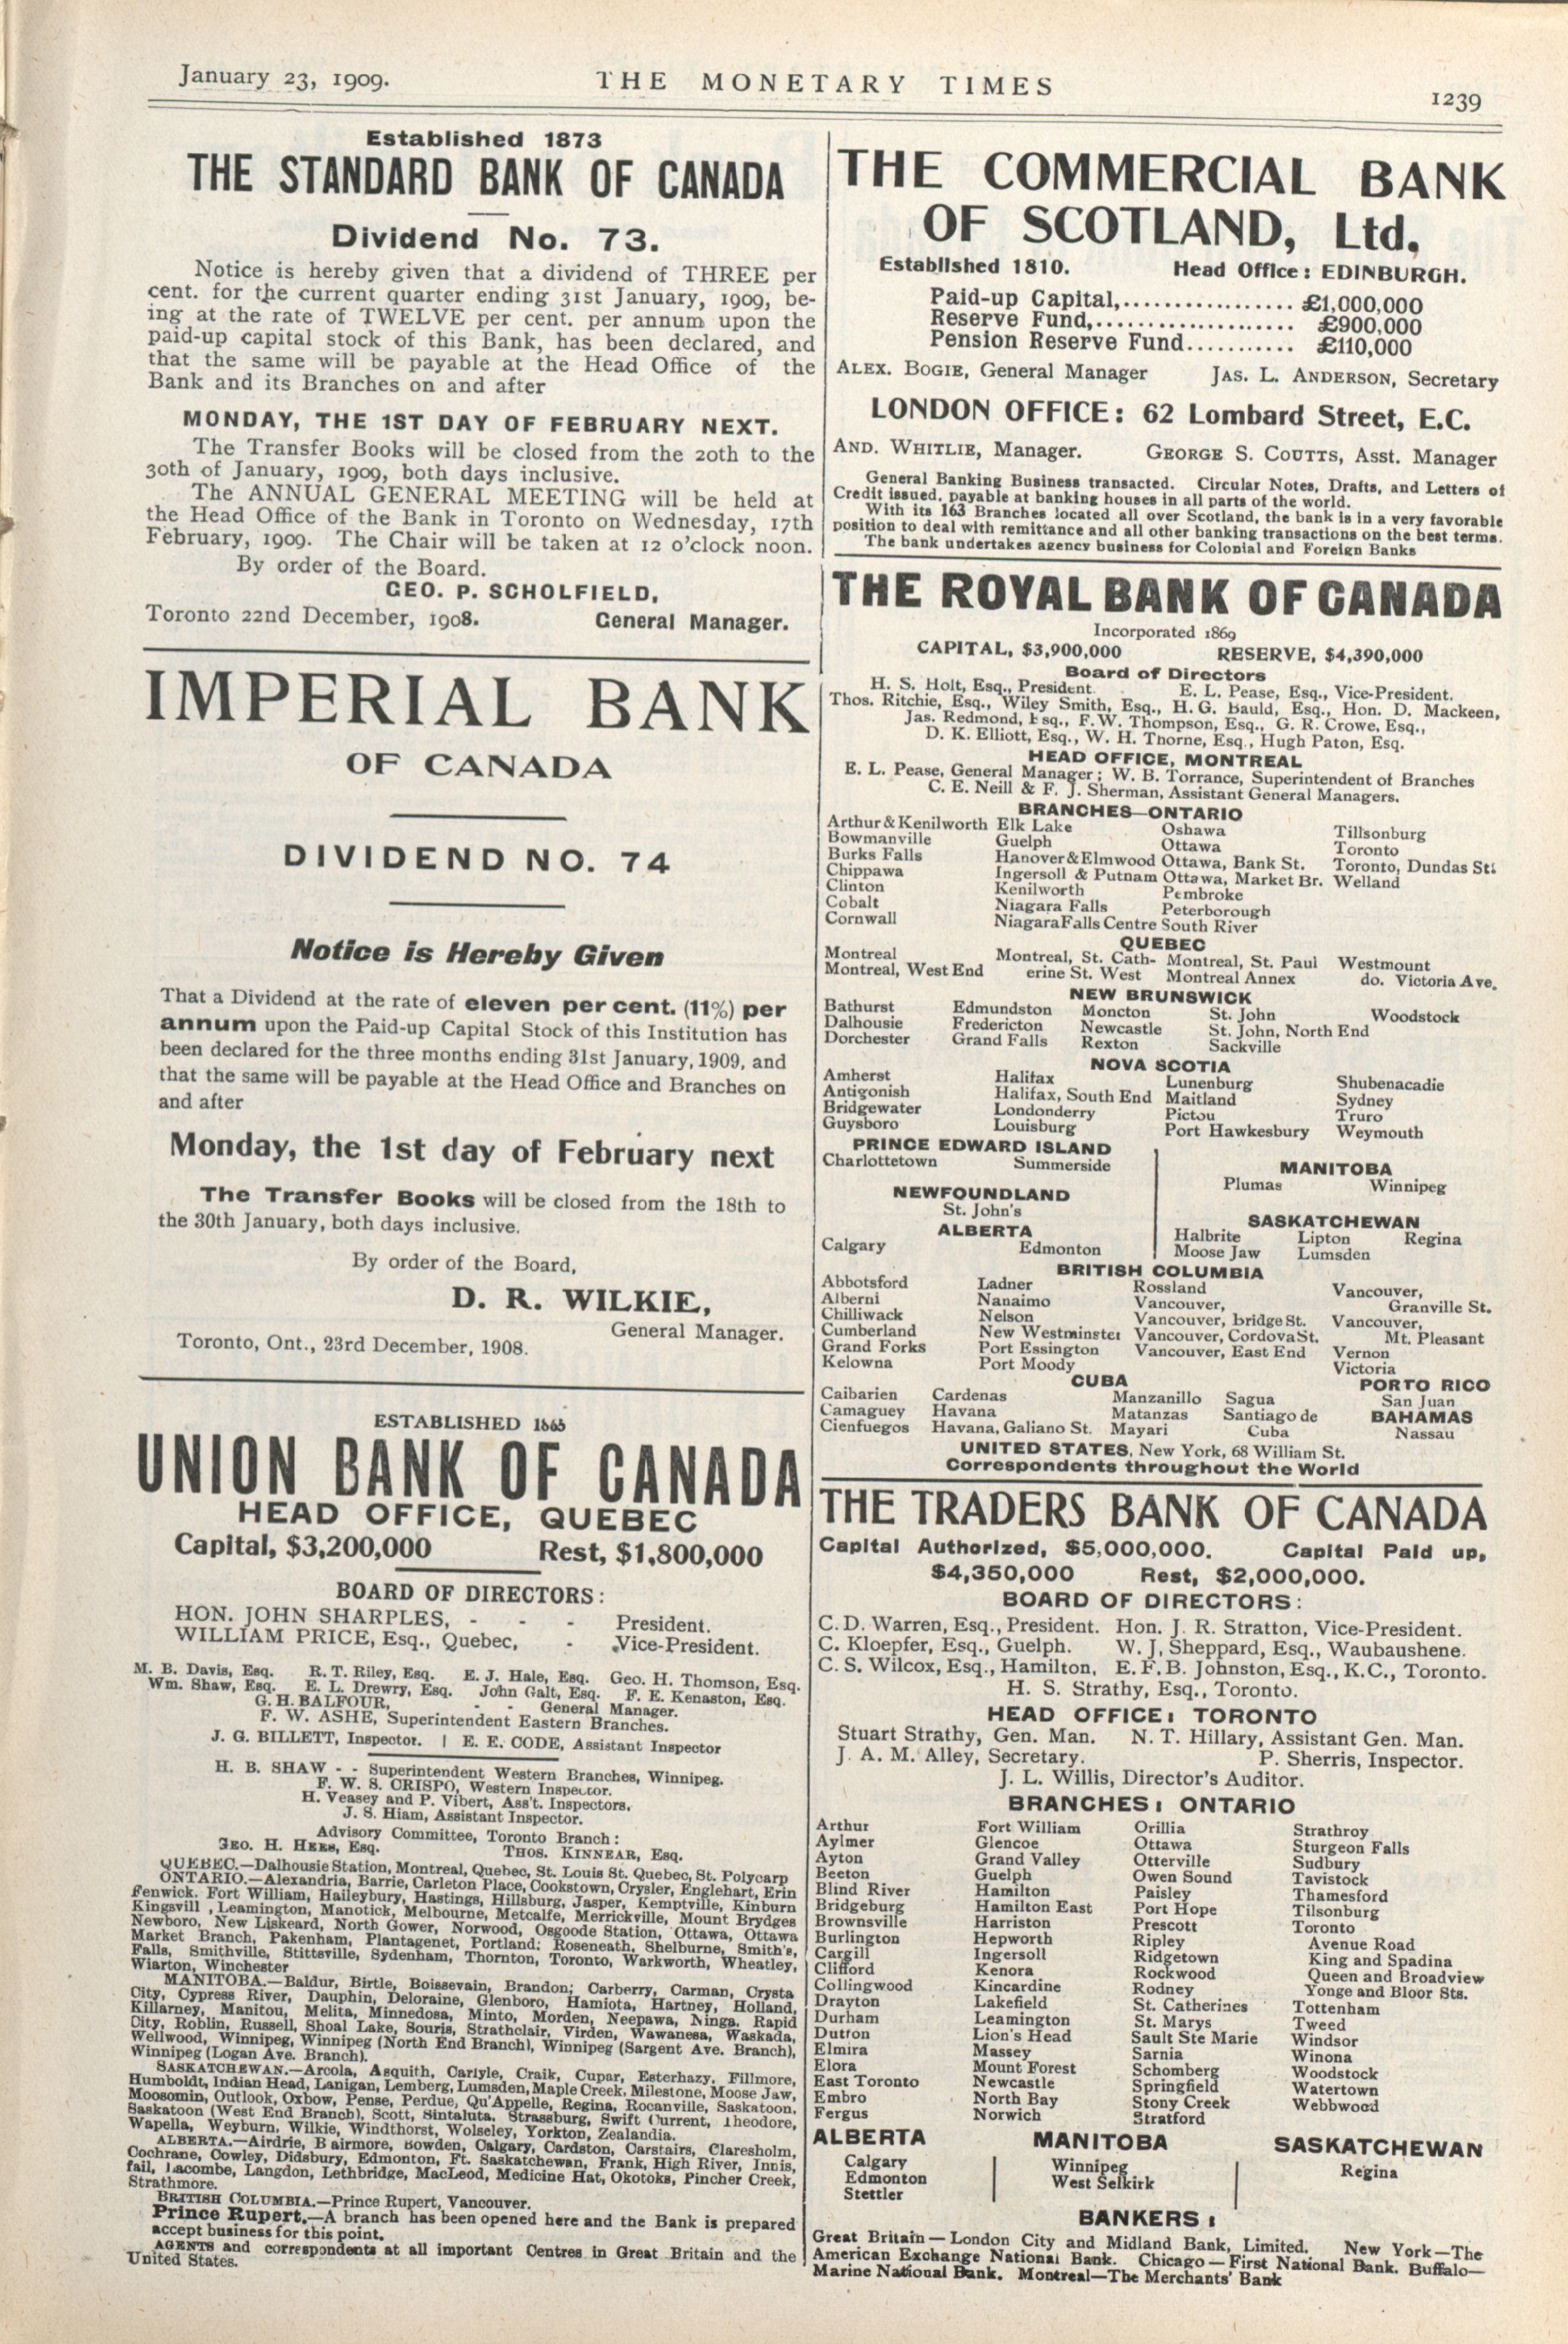 January 23, 1909.
THE MONETARY TIMES
1239
Established 1873
THE STANDARD BANK OF CANADA
Dividend No. 73.
Notice is hereby given that a dividend of THREE per
cent. for the current quarter ending 31st January, 1909, be-
ing at the rate of TWELVE per cent. per annum upon the
paid-up capital stock of this Bank, has been declared, and
that the same will be payable at the Head Office of the
Bank and its Branches on and after
MONDAY, THE 1ST DAY OF FEBRUARY NEXT.
The Transfer Books will be closed from the 20th to the
30th of January, 1909, both days inclusive.
The ANNUAL GENERAL MEETING will be held at
the Head Office of the Bank in Toronto on Wednesday, 17th
February, 1909. The Chair will be taken at 12 o'clock noon.
By order of the Board.
GEO. P. SCHOLFIELD,
Toronto 22nd December, 1908. General Manager.
IMPERIAL BANK
OF CANADA
DIVIDEND NO. 74
Notice is Hereby Given
That a Dividend at the rate of eleven per cent. (11%) per
annum upon the Paid-up Capital Stock of this Institution has
been declared for the three months ending 31st January, 1909, and
that the same will be payable at the Head Office and Branches on
and after
Monday, the 1st day of February next
The Transfer Books will be closed from the 18th to
the 30th January, both days inclusive.
By order of the Board,
D. R. WILKIE,
General Manager.
Toronto, Ont., 23rd December, 1908.
ESTABLISHED 1865
UNION BANK OF CANADA
HEAD OFFICE, QUEBEC
Capital, $3,200,000 Rest, $1,800,000
BOARD OF DIRECTORS:
HON. JOHN SHARPLES, - - - President.
WILLIAM PRICE, Esq., Quebec, - Vice-President.
M. B. Davis, Esq. R. T. Riley, Esq. E. J. Hale, Esq. Geo. H. Thomson, Esq.
Wm. Shaw, Esq. E. L. Drewry, Esq. John Galt, Esq. F. E. Kenaston, Esq.
G. H. BALFOUR, - - General Manager.
F. W. ASHE, Superintendent Eastern Branches.
J. G. BILLETT, Inspector. | E. E. CODE, Assistant Inspector
H. B. SHAW - - Superintendent Western Branches, Winnipeg.
F. W. S. CRISPO, Western Inspector.
H. Veasey and P. Vibert, Ass't. Inspectors.
J. S. Hiam, Assistant Inspector.
Advisory Committee, Toronto Branch:
GEO. H. HEES, Esq. THOS. KINNEAR, Esq.
QUEBEC.—Dalhousie Station, Montreal, Quebec, St. Louis St. Quebec, St. Polycarp
ONTARIO.—Alexandria, Barrie, Carleton Place, Cookstown, Crysler, Englehart, Erin
Fenwick. Fort William, Haileybury, Hastings, Hillsburg, Jasper, Kemptville, Kinburn
Kingsvill, Leamington, Manotick, Melbourne, Metcalfe, Merrickville, Mount Brydges
Newboro, New Liskeard, North Gower, Norwood, Osgoode Station, Ottawa, Ottawa
Market Branch, Pakenham, Plantagenet, Portland; Roseneath, Shelburne, Smith's,
Falls, Smithville, Stittsville, Sydenham, Thornton, Toronto, Warkworth, Wheatley,
Wiarton, Winchester
MANITOBA.—Baldur, Birtle, Boissevain, Brandon; Carberry, Carman, Crysta
City, Cypress River, Dauphin, Deloraine, Glenboro, Hamiota, Hartney, Holland,
Killarney, Manitou, Melita, Minnedosa, Minto, Morden, Neepawa, Ninga, Rapid
City, Roblin, Russell, Shoal Lake, Souris, Strathclair, Virden, Wawanesa, Waskada,
Wellwood, Winnipeg, Winnipeg (North End Branch), Winnipeg (Sargent Ave. Branch),
Winnipeg (Logan Ave. Branch).
SASKATCHEWAN.—Arcola, Asquith, Carlyle, Craik, Cupar, Esterhazy, Fillmore,
Humboldt, Indian Head, Lanigan, Lemberg, Lumsden, Maple Creek, Milestone, Moose Jaw,
Moosomin, Outlook, Oxbow, Pense, Perdue, Qu'Appelle, Regina, Rocanville, Saskatoon,
Saskatoon (West End Branch), Scott, Sintaluta, Strassburg, Swift Current, Theodore,
Wapella, Weyburn, Wilkie, Windthorst, Wolseley, Yorkton, Zealandia.
ALBERTA.—Airdrie, Bairmore, Bowden, Calgary, Cardston, Carstairs, Claresholm,
Cochrane, Cowley, Didsbury, Edmonton, Ft. Saskatchewan, Frank, High River, Innis,
fail, Lacombe, Langdon, Lethbridge, MacLeod, Medicine Hat, Okotoks, Pincher Creek,
Strathmore.
BRITISH COLUMBIA.—Prince Rupert, Vancouver.
Prince Rupert.—A branch has been opened here and the Bank is prepared
accept business for this point.
AGENTS and correspondents at all important Centres in Great Britain and the
United States.
THE COMMERCIAL BANK
OF SCOTLAND, Ltd.
Established 1810. Head Office: EDINBURGH.
Paid-up Capital,................. £1,000,000
Reserve Fund,.................... £900,000
Pension Reserve Fund........... £110,000
ALEX. BOGIE, General Manager JAS. L. ANDERSON, Secretary
LONDON OFFICE: 62 Lombard Street, E.C.
AND. WHITLIE, Manager. GEORGE S. COUTTS, Asst. Manager
General Banking Business transacted. Circular Notes, Drafts, and Letters of
Credit issued, payable at banking houses in all parts of the world.
With its 163 Branches located all over Scotland, the bank is in a very favorable
position to deal with remittance and all other banking transactions on the best terms.
The bank undertakes agency business for Colonial and Foreign Banks
THE ROYAL BANK OF CANADA
Incorporated 1869
CAPITAL, $3,900,000 RESERVE, $4,390,000
Board of Directors
H. S. Holt, Esq., President. E. L. Pease, Esq., Vice-President.
Thos. Ritchie, Esq., Wiley Smith, Esq., H. G. Bauld, Esq., Hon. D. Mackeen,
Jas. Redmond, Esq., F. W. Thompson, Esq., G. R. Crowe, Esq.,
D. K. Elliott, Esq., W. H. Thorne, Esq., Hugh Paton, Esq.
HEAD OFFICE, MONTREAL
E. L. Pease, General Manager; W. B. Torrance, Superintendent of Branches
C. E. Neill & F. J. Sherman, Assistant General Managers.
BRANCHES—ONTARIO
Arthur & Kenilworth Elk Lake Oshawa Tillsonburg
Bowmanville Guelph Ottawa Toronto
Burks Falls Hanover & Elmwood Ottawa, Bank St. Toronto, Dundas St.
Chippawa Ingersoll & Putnam Ottawa, Market Br. Welland
Clinton Kenilworth Pembroke
Cobalt Niagara Falls Peterborough
Cornwall Niagara Falls Centre South River
QUEBEC
Montreal Montreal, St. Cath- Montreal, St. Paul Westmount
Montreal, West End erine St. West Montreal Annex do. Victoria Ave.
NEW BRUNSWICK
Bathurst Edmundston Moncton St. John Woodstock
Dalhousie Fredericton Newcastle St. John, North End
Dorchester Grand Falls Rexton Sackville
NOVA SCOTIA
Amherst Halifax Lunenburg Shubenacadie
Antigonish Halifax, South End Maitland Sydney
Bridgewater Londonderry Pictou Truro
Guysboro Louisburg Port Hawkesbury Weymouth
PRINCE EDWARD ISLAND
Charlottetown Summerside
MANITOBA
Plumas Winnipeg
NEWFOUNDLAND
St. John's
ALBERTA
Calgary Edmonton
SASKATCHEWAN
Halbrite Lipton Regina
Moose Jaw Lumsden
BRITISH COLUMBIA
Abbotsford Ladner Rossland Vancouver,
Alberni Nanaimo Vancouver, Granville St.
Chilliwack Nelson Vancouver, bridge St. Vancouver,
Cumberland New Westminster Vancouver, Cordova St. Mt. Pleasant
Grand Forks Port Essington Vancouver, East End Vernon
Kelowna Port Moody Victoria
CUBA PORTO RICO
Caibarien Cardenas Manzanillo Sagua San Juan
Camaguey Havana Matanzas Santiago de BAHAMAS
Cienfuegos Havana, Galiano St. Mayari Cuba Nassau
UNITED STATES, New York, 68 William St.
Correspondents throughout the World
THE TRADERS BANK OF CANADA
Capital Authorized, $5,000,000. Capital Paid up,
$4,350,000 Rest, $2,000,000.
BOARD OF DIRECTORS:
C. D. Warren, Esq., President. Hon. J. R. Stratton, Vice-President.
C. Kloepfer, Esq., Guelph. W. J. Sheppard, Esq., Waubaushene.
C. S. Wilcox, Esq., Hamilton, E. F. B. Johnston, Esq., K.C., Toronto.
H. S. Strathy, Esq., Toronto.
HEAD OFFICE: TORONTO
Stuart Strathy, Gen. Man. N. T. Hillary, Assistant Gen. Man.
J. A. M. Alley, Secretary. P. Sherris, Inspector.
J. L. Willis, Director's Auditor.
BRANCHES: ONTARIO
Arthur Fort William Orillia Strathroy
Aylmer Glencoe Ottawa Sturgeon Falls
Ayton Grand Valley Otterville Sudbury
Beeton Guelph Owen Sound Tavistock
Blind River Hamilton Paisley Thamesford
Bridgeburg Hamilton East Port Hope Tilsonburg
Brownsville Harriston Prescott Toronto
Burlington Hepworth Ripley Avenue Road
Cargill Ingersoll Ridgetown King and Spadina
Clifford Kenora Rockwood Queen and Broadview
Collingwood Kincardine Rodney Yonge and Bloor Sts.
Drayton Lakefield St. Catherines Tottenham
Durham Leamington St. Marys Tweed
Dutton Lion's Head Sault Ste Marie Windsor
Elmira Massey Sarnia Winona
Elora Mount Forest Schomberg Woodstock
East Toronto Newcastle Springfield Watertown
Embro North Bay Stony Creek Webbwood
Fergus Norwich Stratford
ALBERTA MANITOBA SASKATCHEWAN
Calgary Winnipeg Regina
Edmonton West Selkirk
Stettler
BANKERS:
Great Britain—London City and Midland Bank, Limited. New York—The
American Exchange National Bank. Chicago—First National Bank. Buffalo—
Marine National Bank. Montreal—The Merchants' Bank